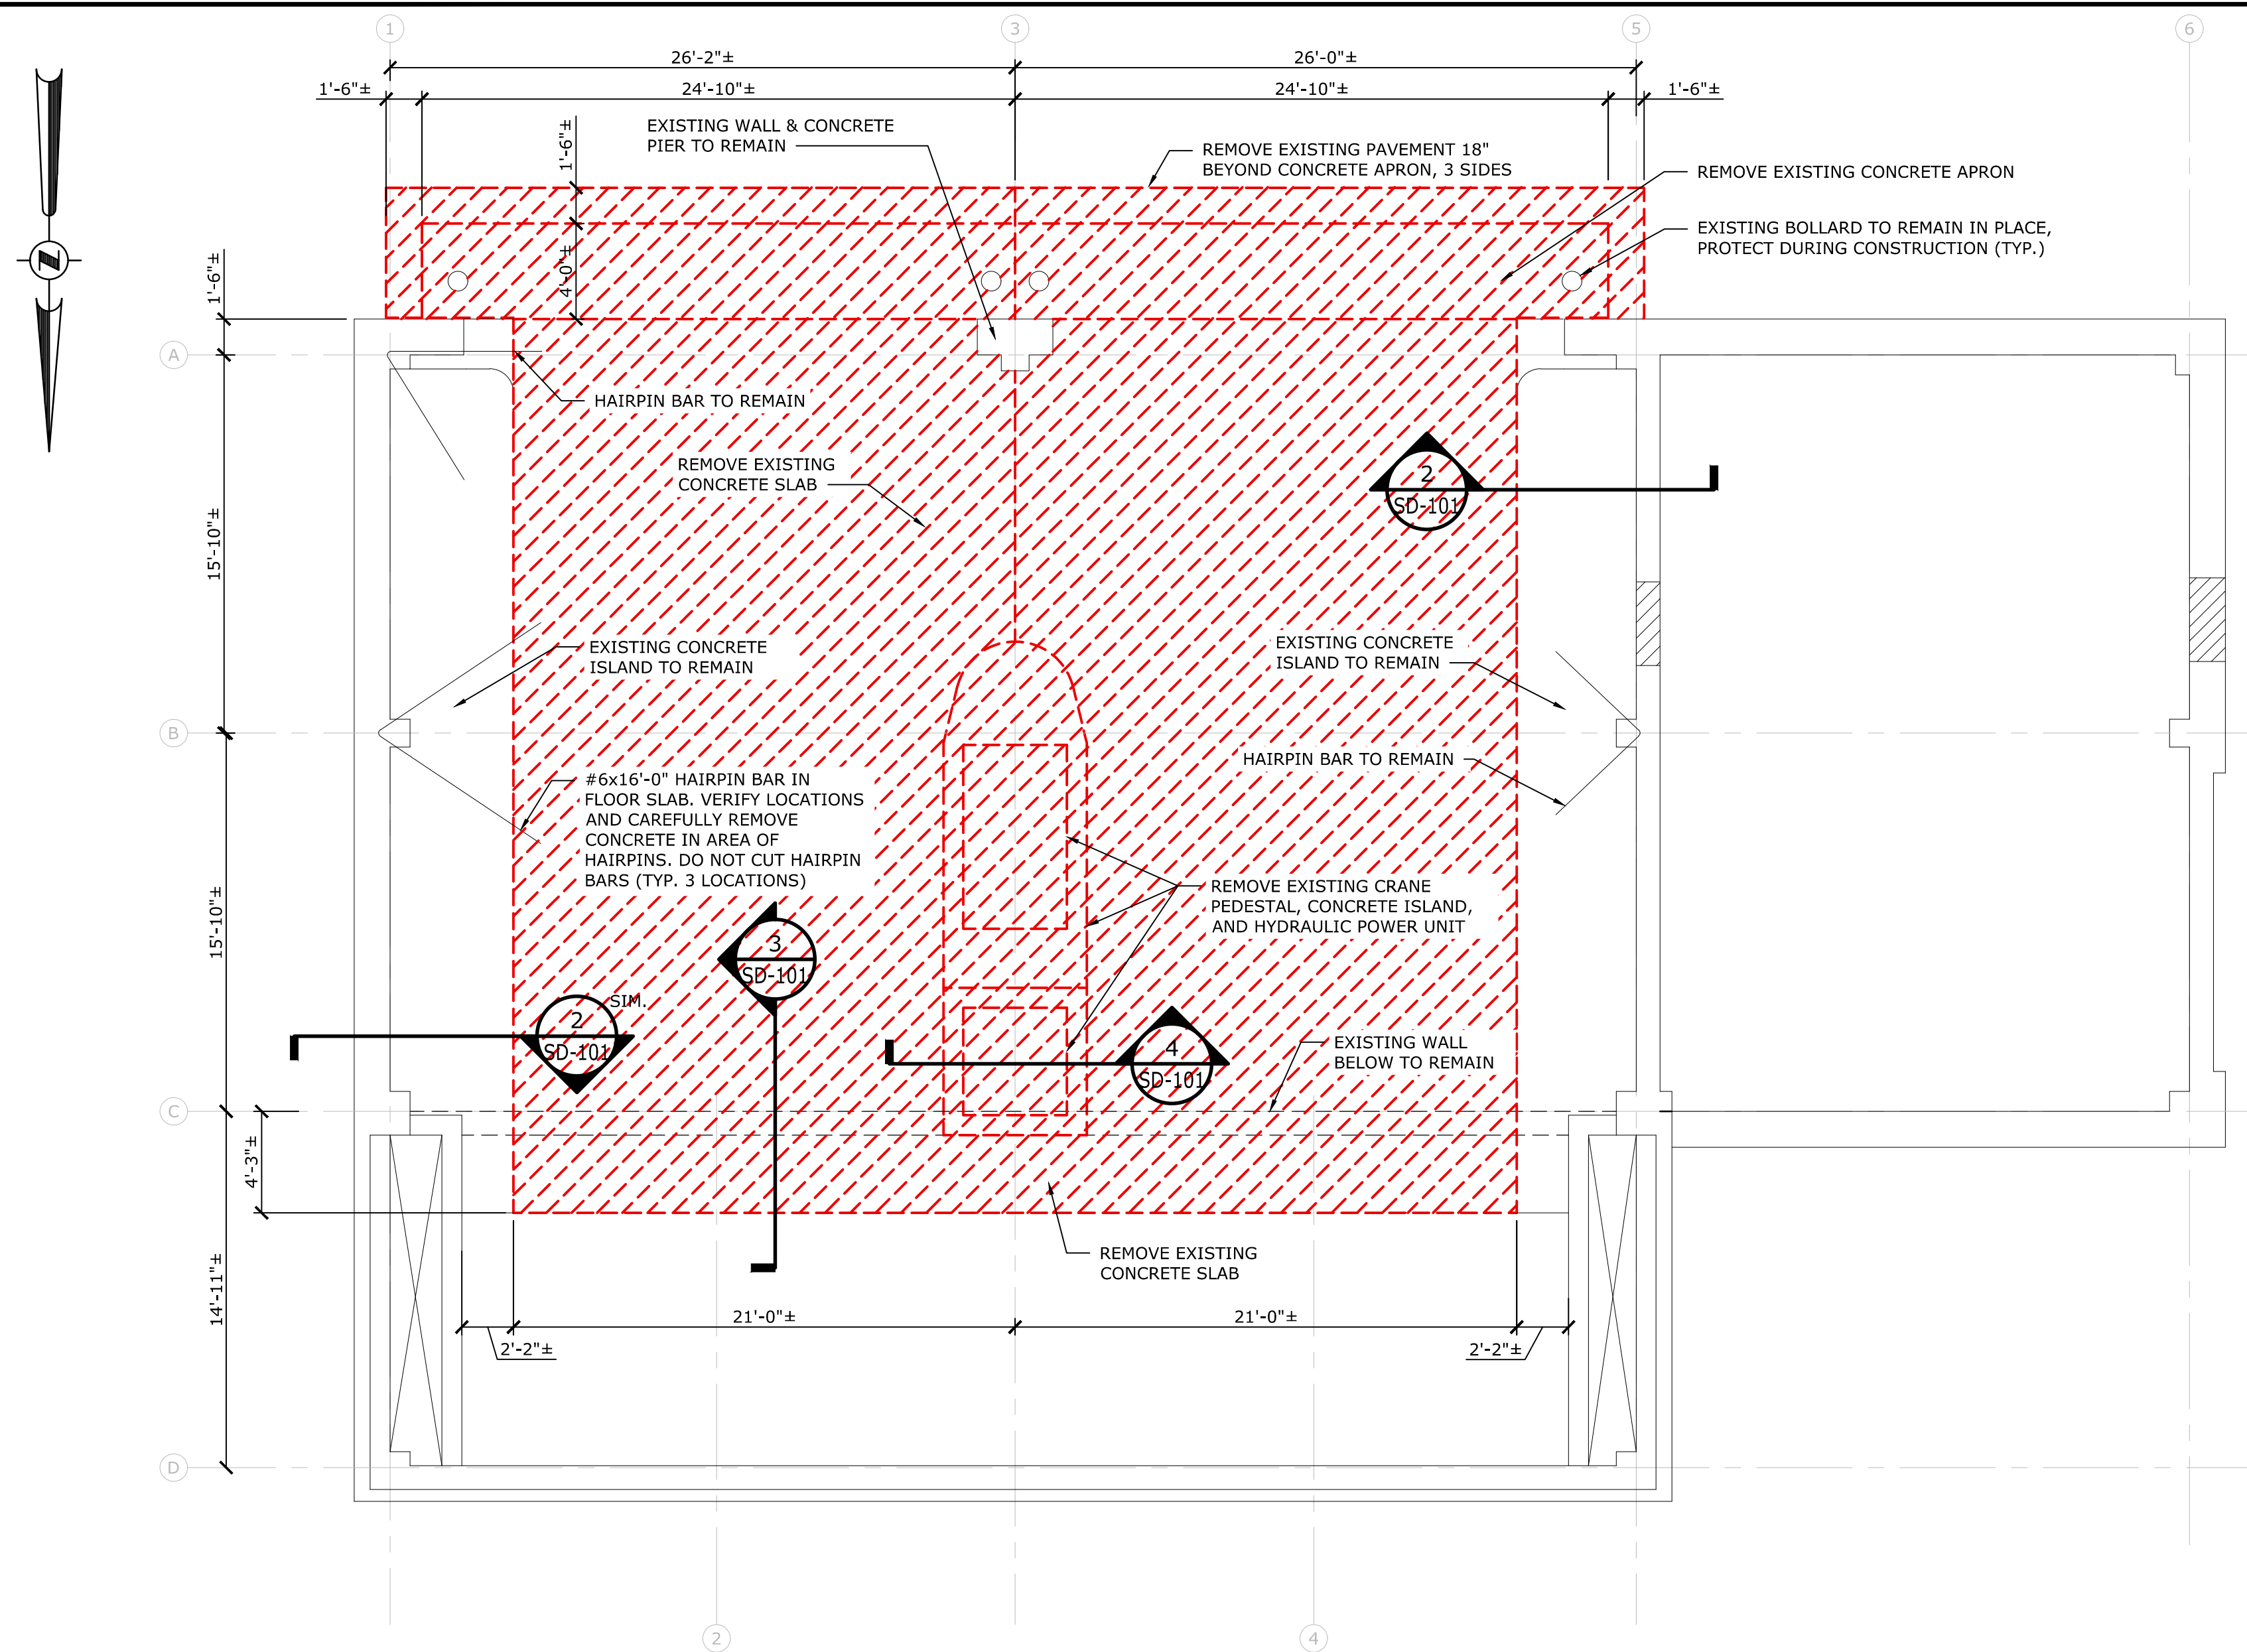 1
3
5
6
26'-2"±
26'-0"±
1'-6"±
24'-10"±
24'-10"±
1'-6"±
EXISTING WALL & CONCRETE
PIER TO REMAIN
1'-6"±
REMOVE EXISTING PAVEMENT 18"
BEYOND CONCRETE APRON, 3 SIDES
REMOVE EXISTING CONCRETE APRON
EXISTING BOLLARD TO REMAIN IN PLACE,
PROTECT DURING CONSTRUCTION (TYP.)
N
4'-0"±
1'-6"±
A
HAIRPIN BAR TO REMAIN
REMOVE EXISTING
CONCRETE SLAB
2
SD-101
15'-10"±
EXISTING CONCRETE
ISLAND TO REMAIN
EXISTING CONCRETE
ISLAND TO REMAIN
B
HAIRPIN BAR TO REMAIN
#6x16'-0" HAIRPIN BAR IN
FLOOR SLAB. VERIFY LOCATIONS
AND CAREFULLY REMOVE
CONCRETE IN AREA OF
HAIRPINS. DO NOT CUT HAIRPIN
BARS (TYP. 3 LOCATIONS)
REMOVE EXISTING CRANE
PEDESTAL, CONCRETE ISLAND,
AND HYDRAULIC POWER UNIT
15'-10"±
3
SD-101
SIM.
2
SD-101
4
SD-101
EXISTING WALL
BELOW TO REMAIN
C
4'-3"±
REMOVE EXISTING
CONCRETE SLAB
14'-11"±
21'-0"±
21'-0"±
2'-2"±
2'-2"±
D
2
4